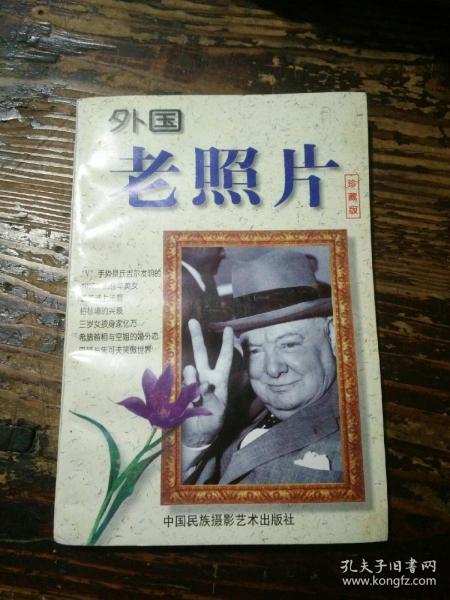 外国
老照片
珍藏版
"V"手势是丘吉尔发明的
柏林墙的兴衰
三岁女孩身家亿万
希腊首相与空姐的婚外恋
中国民族摄影艺术出版社
孔夫子旧书网
www.kongfz.com